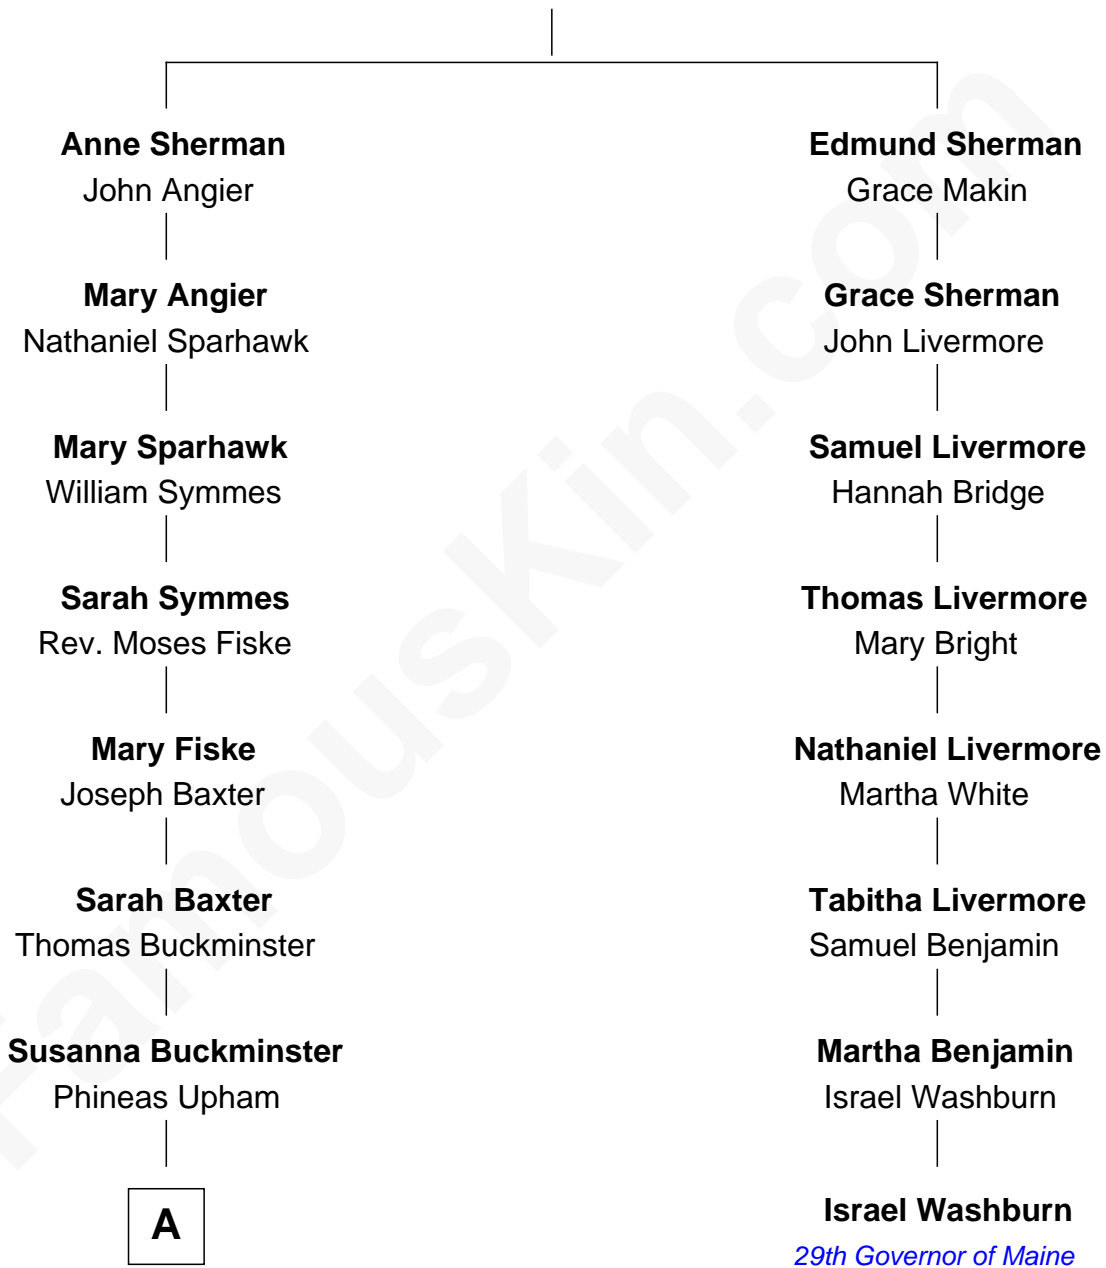 Anne Sherman
John Angier
Mary Angier
Nathaniel Sparhawk
Mary Sparhawk
William Symmes
Sarah Symmes
Rev. Moses Fiske
Mary Fiske
Joseph Baxter
Sarah Baxter
Thomas Buckminster
Susanna Buckminster
Phineas Upham
A
Edmund Sherman
Grace Makin
Grace Sherman
John Livermore
Samuel Livermore
Hannah Bridge
Thomas Livermore
Mary Bright
Nathaniel Livermore
Martha White
Tabitha Livermore
Samuel Benjamin
Martha Benjamin
Israel Washburn
Israel Washburn
29th Governor of Maine
FamousKin.com